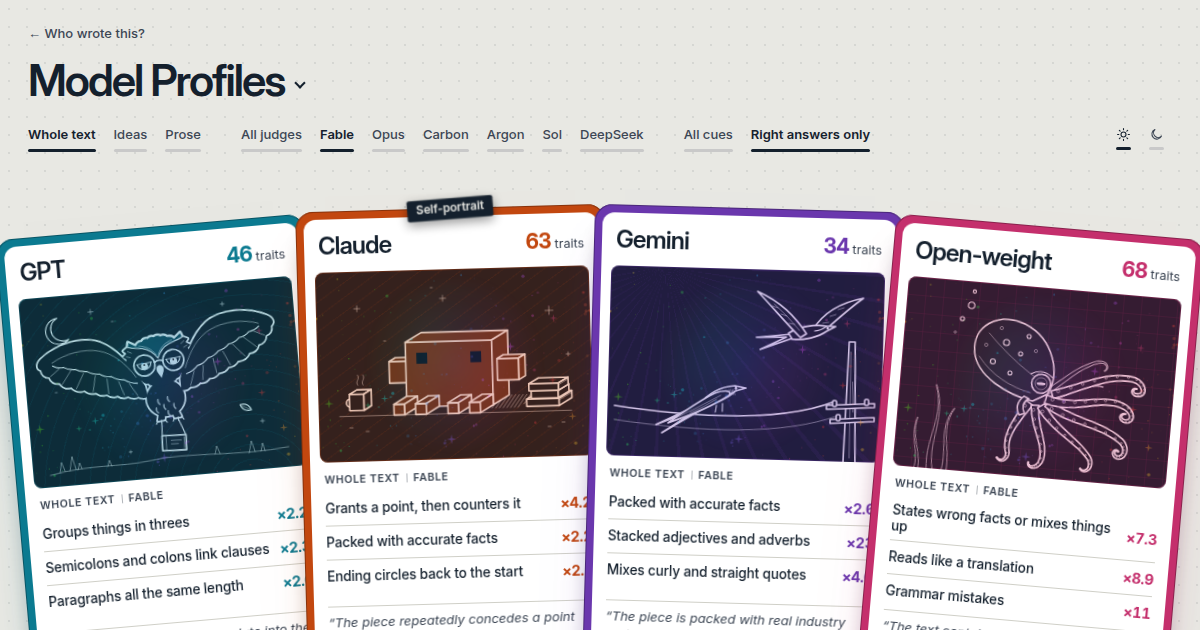 ← Who wrote this?
Model Profiles
Whole text Ideas Prose All judges Fable Opus Carbon Argon Sol DeepSeek All cues Right answers only
Self-portrait
GPT
46 traits
WHOLE TEXT | FABLE
Groups things in threes
Semicolons and colons link clauses
Paragraphs all the same length
Claude
63 traits
WHOLE TEXT | FABLE
Grants a point, then counters it
Packed with accurate facts
Ending circles back to the start
“The piece repeatedly concedes a point
Gemini
34 traits
WHOLE TEXT | FABLE
Packed with accurate facts
Stacked adjectives and adverbs
Mixes curly and straight quotes
“The piece is packed with real industry
Open-weight
68 traits
WHOLE TEXT | FABLE
States wrong facts or mixes things
up ×7.3
Reads like a translation ×8.9
Grammar mistakes ×11